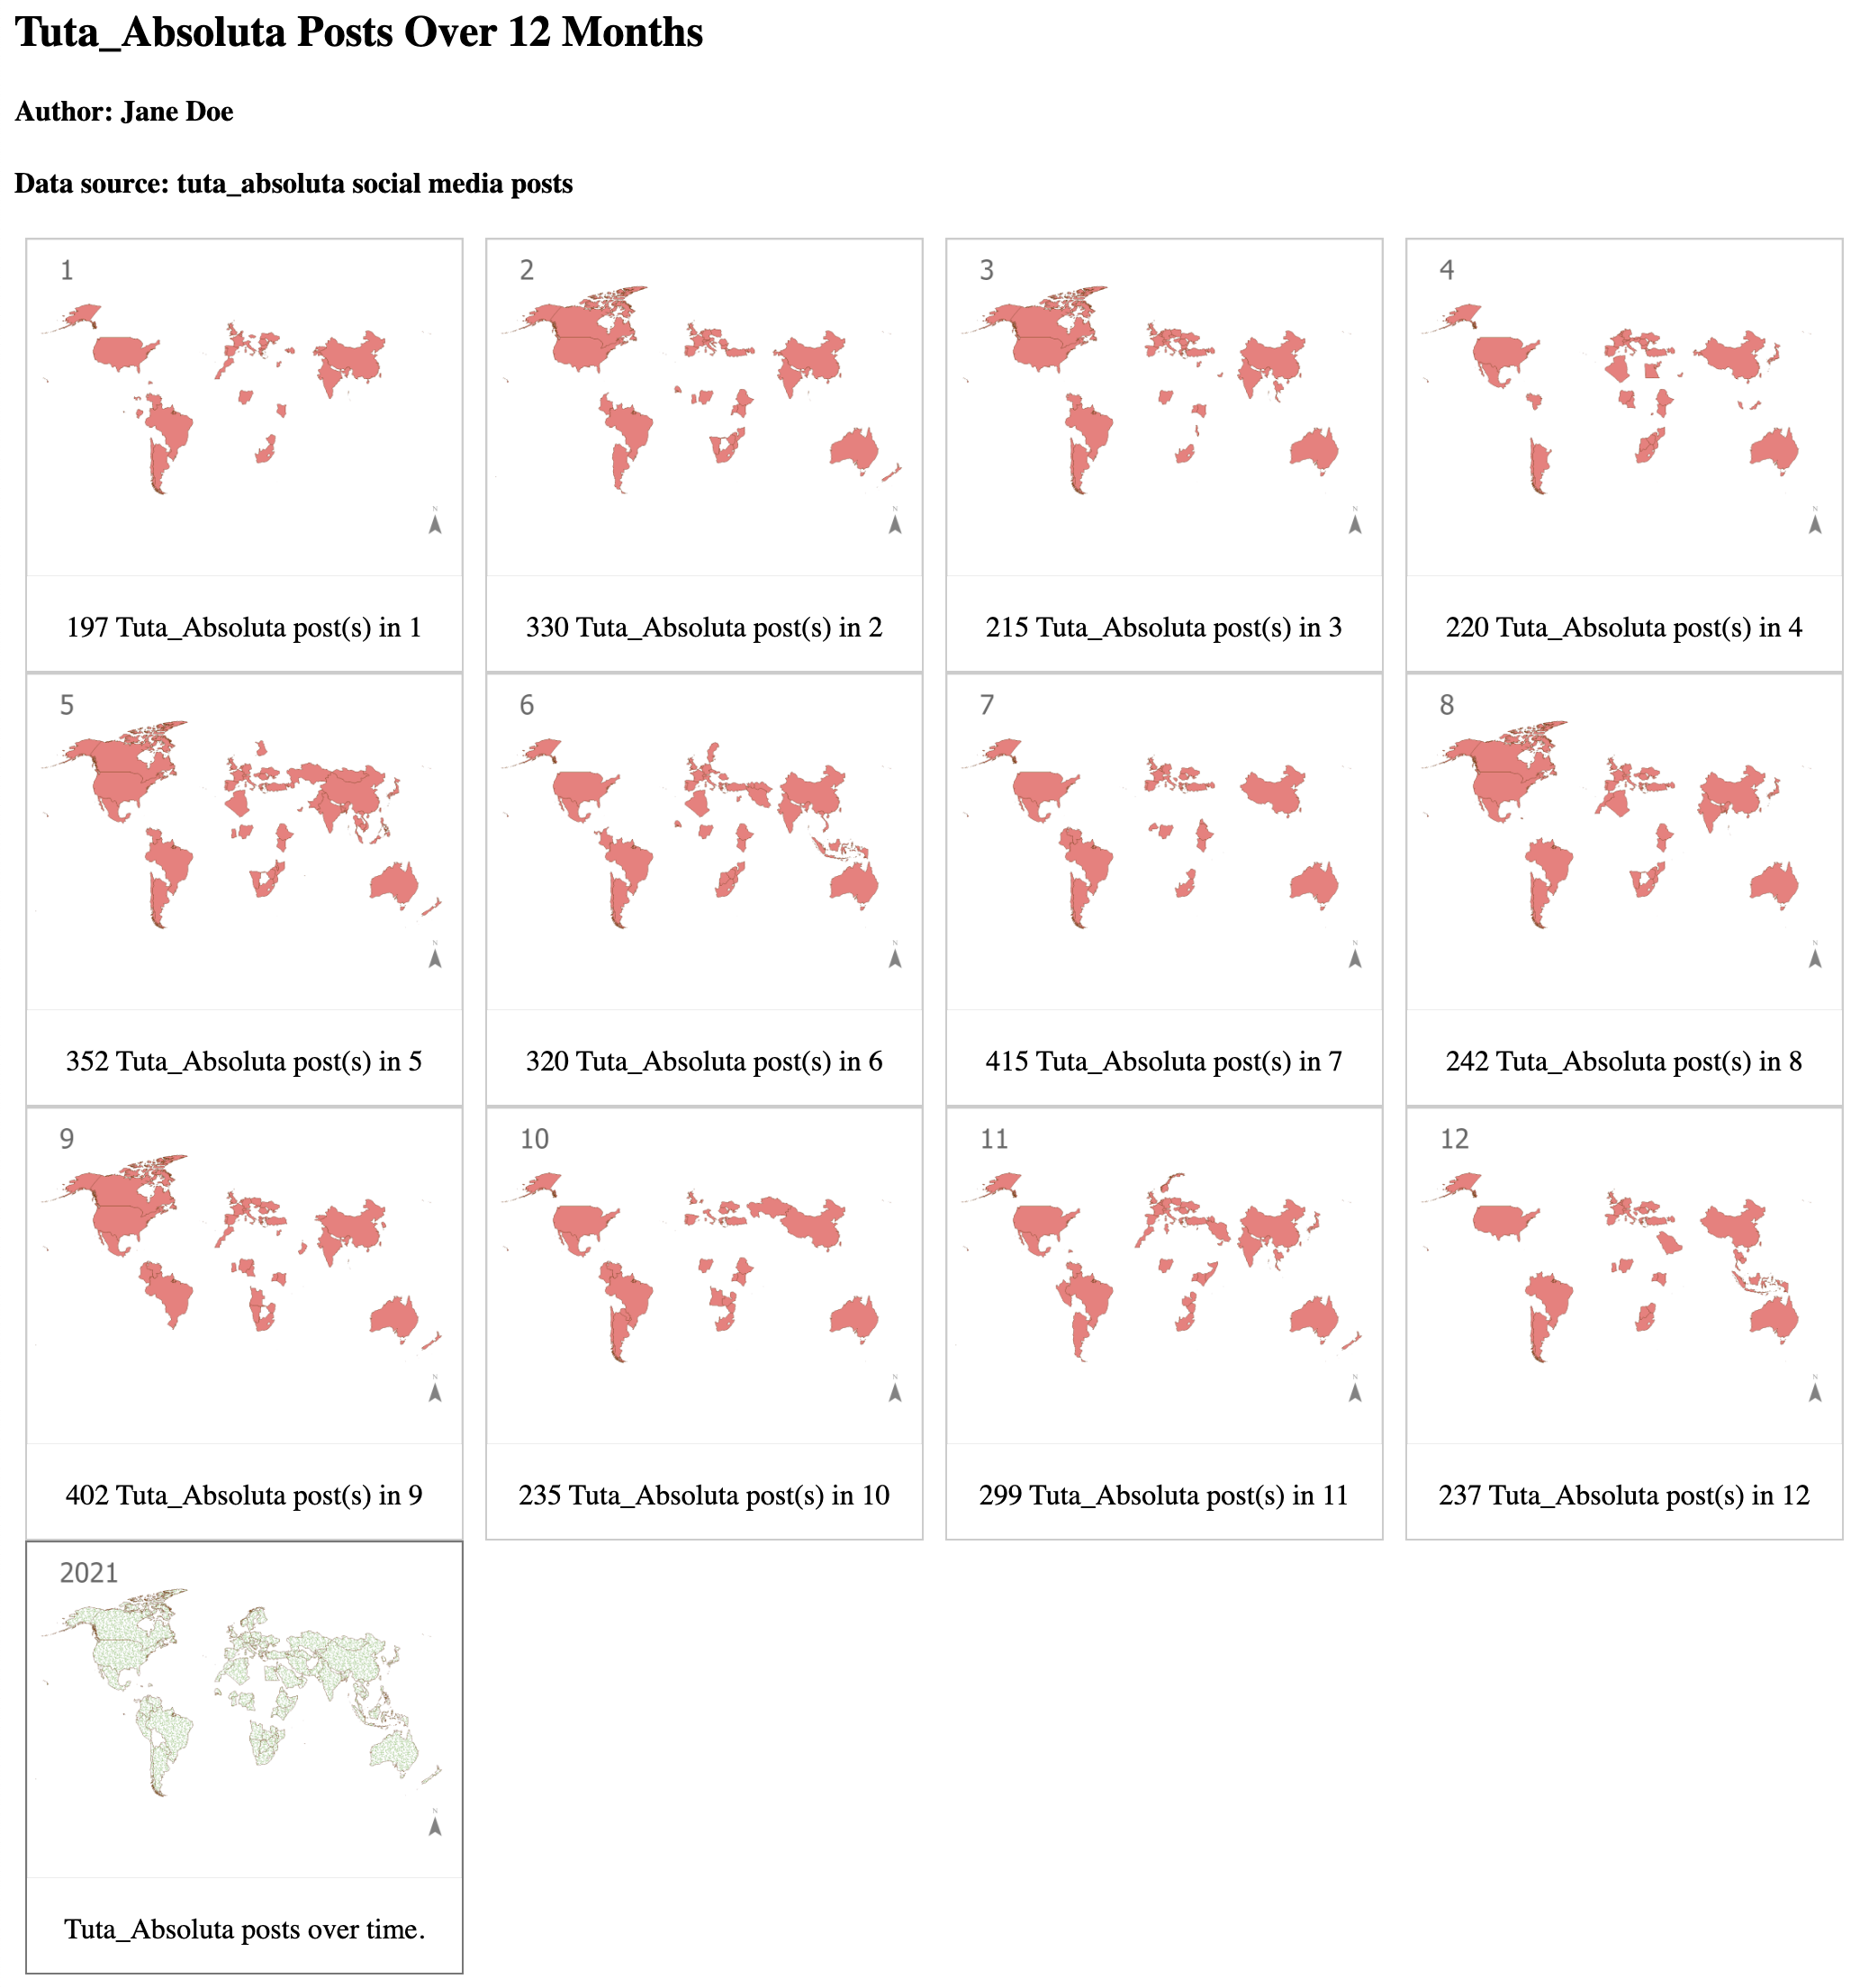 Tuta_Absoluta Posts Over 12 Months
Author: Jane Doe
Data source: tuta_absoluta social media posts
1
N
197 Tuta_Absoluta post(s) in 1
2
N
330 Tuta_Absoluta post(s) in 2
3
N
215 Tuta_Absoluta post(s) in 3
4
N
220 Tuta_Absoluta post(s) in 4
5
N
352 Tuta_Absoluta post(s) in 5
6
N
320 Tuta_Absoluta post(s) in 6
7
N
415 Tuta_Absoluta post(s) in 7
8
N
242 Tuta_Absoluta post(s) in 8
9
N
402 Tuta_Absoluta post(s) in 9
10
N
235 Tuta_Absoluta post(s) in 10
11
N
299 Tuta_Absoluta post(s) in 11
12
N
237 Tuta_Absoluta post(s) in 12
2021
N
Tuta_Absoluta posts over time.